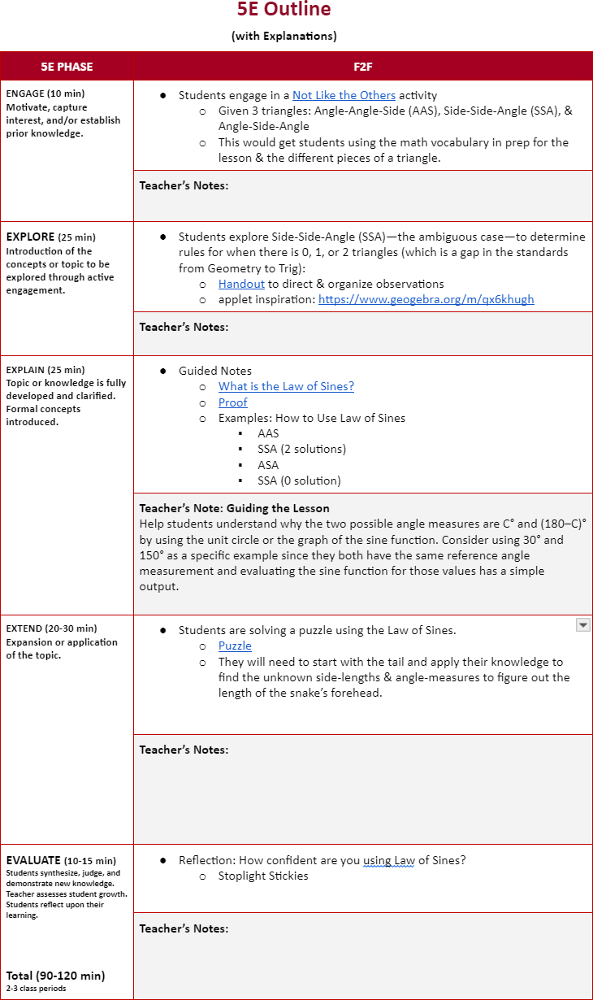 5E Outline
(with Explanations)
5E PHASE
F2F
ENGAGE (10 min)
Motivate, capture
interest, and/or establish
prior knowledge.
● Students engage in a Not Like the Others activity
○ Given 3 triangles: Angle-Angle-Side (AAS), Side-Side-Angle (SSA), &
Angle-Side-Angle
○ This would get students using the math vocabulary in prep for the
lesson & the different pieces of a triangle.
Teacher's Notes:
EXPLORE (25 min)
Introduction of the
concepts or topic to be
explored through active
engagement.
● Students explore Side-Side-Angle (SSA)—the ambiguous case—to determine
rules for when there is 0, 1, or 2 triangles (which is a gap in the standards
from Geometry to Trig):
○ Handout to direct & organize observations
○ applet inspiration: https://www.geogebra.org/m/qx6khugh
Teacher's Notes:
EXPLAIN (25 min)
Topic or knowledge is fully
developed and clarified.
Formal concepts
introduced.
● Guided Notes
○ What is the Law of Sines?
○ Proof
○ Examples: How to Use Law of Sines
▪ AAS
▪ SSA (2 solutions)
▪ ASA
▪ SSA (0 solution)
Teacher's Note: Guiding the Lesson
Help students understand why the two possible angle measures are C° and (180–C)°
by using the unit circle or the graph of the sine function. Consider using 30° and
150° as a specific example since they both have the same reference angle
measurement and evaluating the sine function for those values has a simple
output.
EXTEND (20-30 min)
Expansion or application
of the topic.
● Students are solving a puzzle using the Law of Sines.
○ Puzzle
○ They will need to start with the tail and apply their knowledge to
find the unknown side-lengths & angle-measures to figure out the
length of the snake's forehead.
Teacher's Notes:
EVALUATE (10-15 min)
Students synthesize, judge, and
demonstrate new knowledge.
Teacher assesses student growth.
Students reflect upon their
learning.
Total (90-120 min)
2-3 class periods
● Reflection: How confident are you using Law of Sines?
○ Stoplight Stickies
Teacher's Notes: